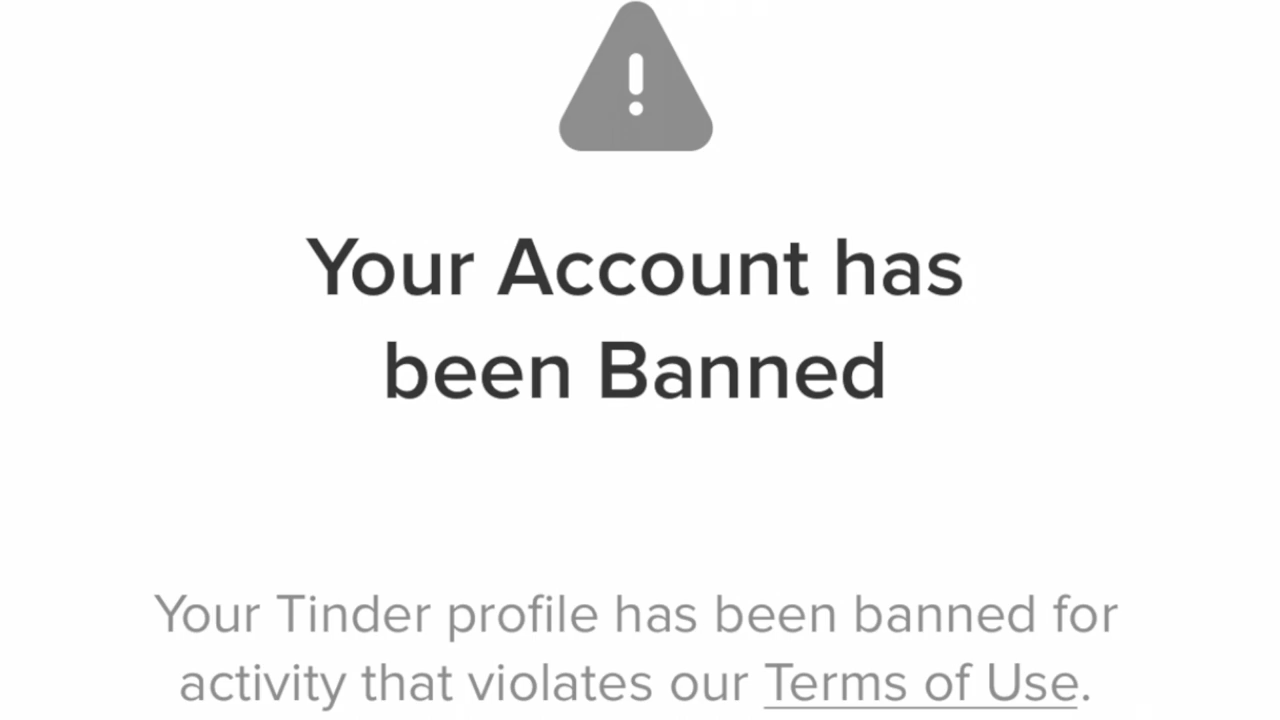 Your Account has
been Banned
Your Tinder profile has been banned for
activity that violates our Terms of Use.